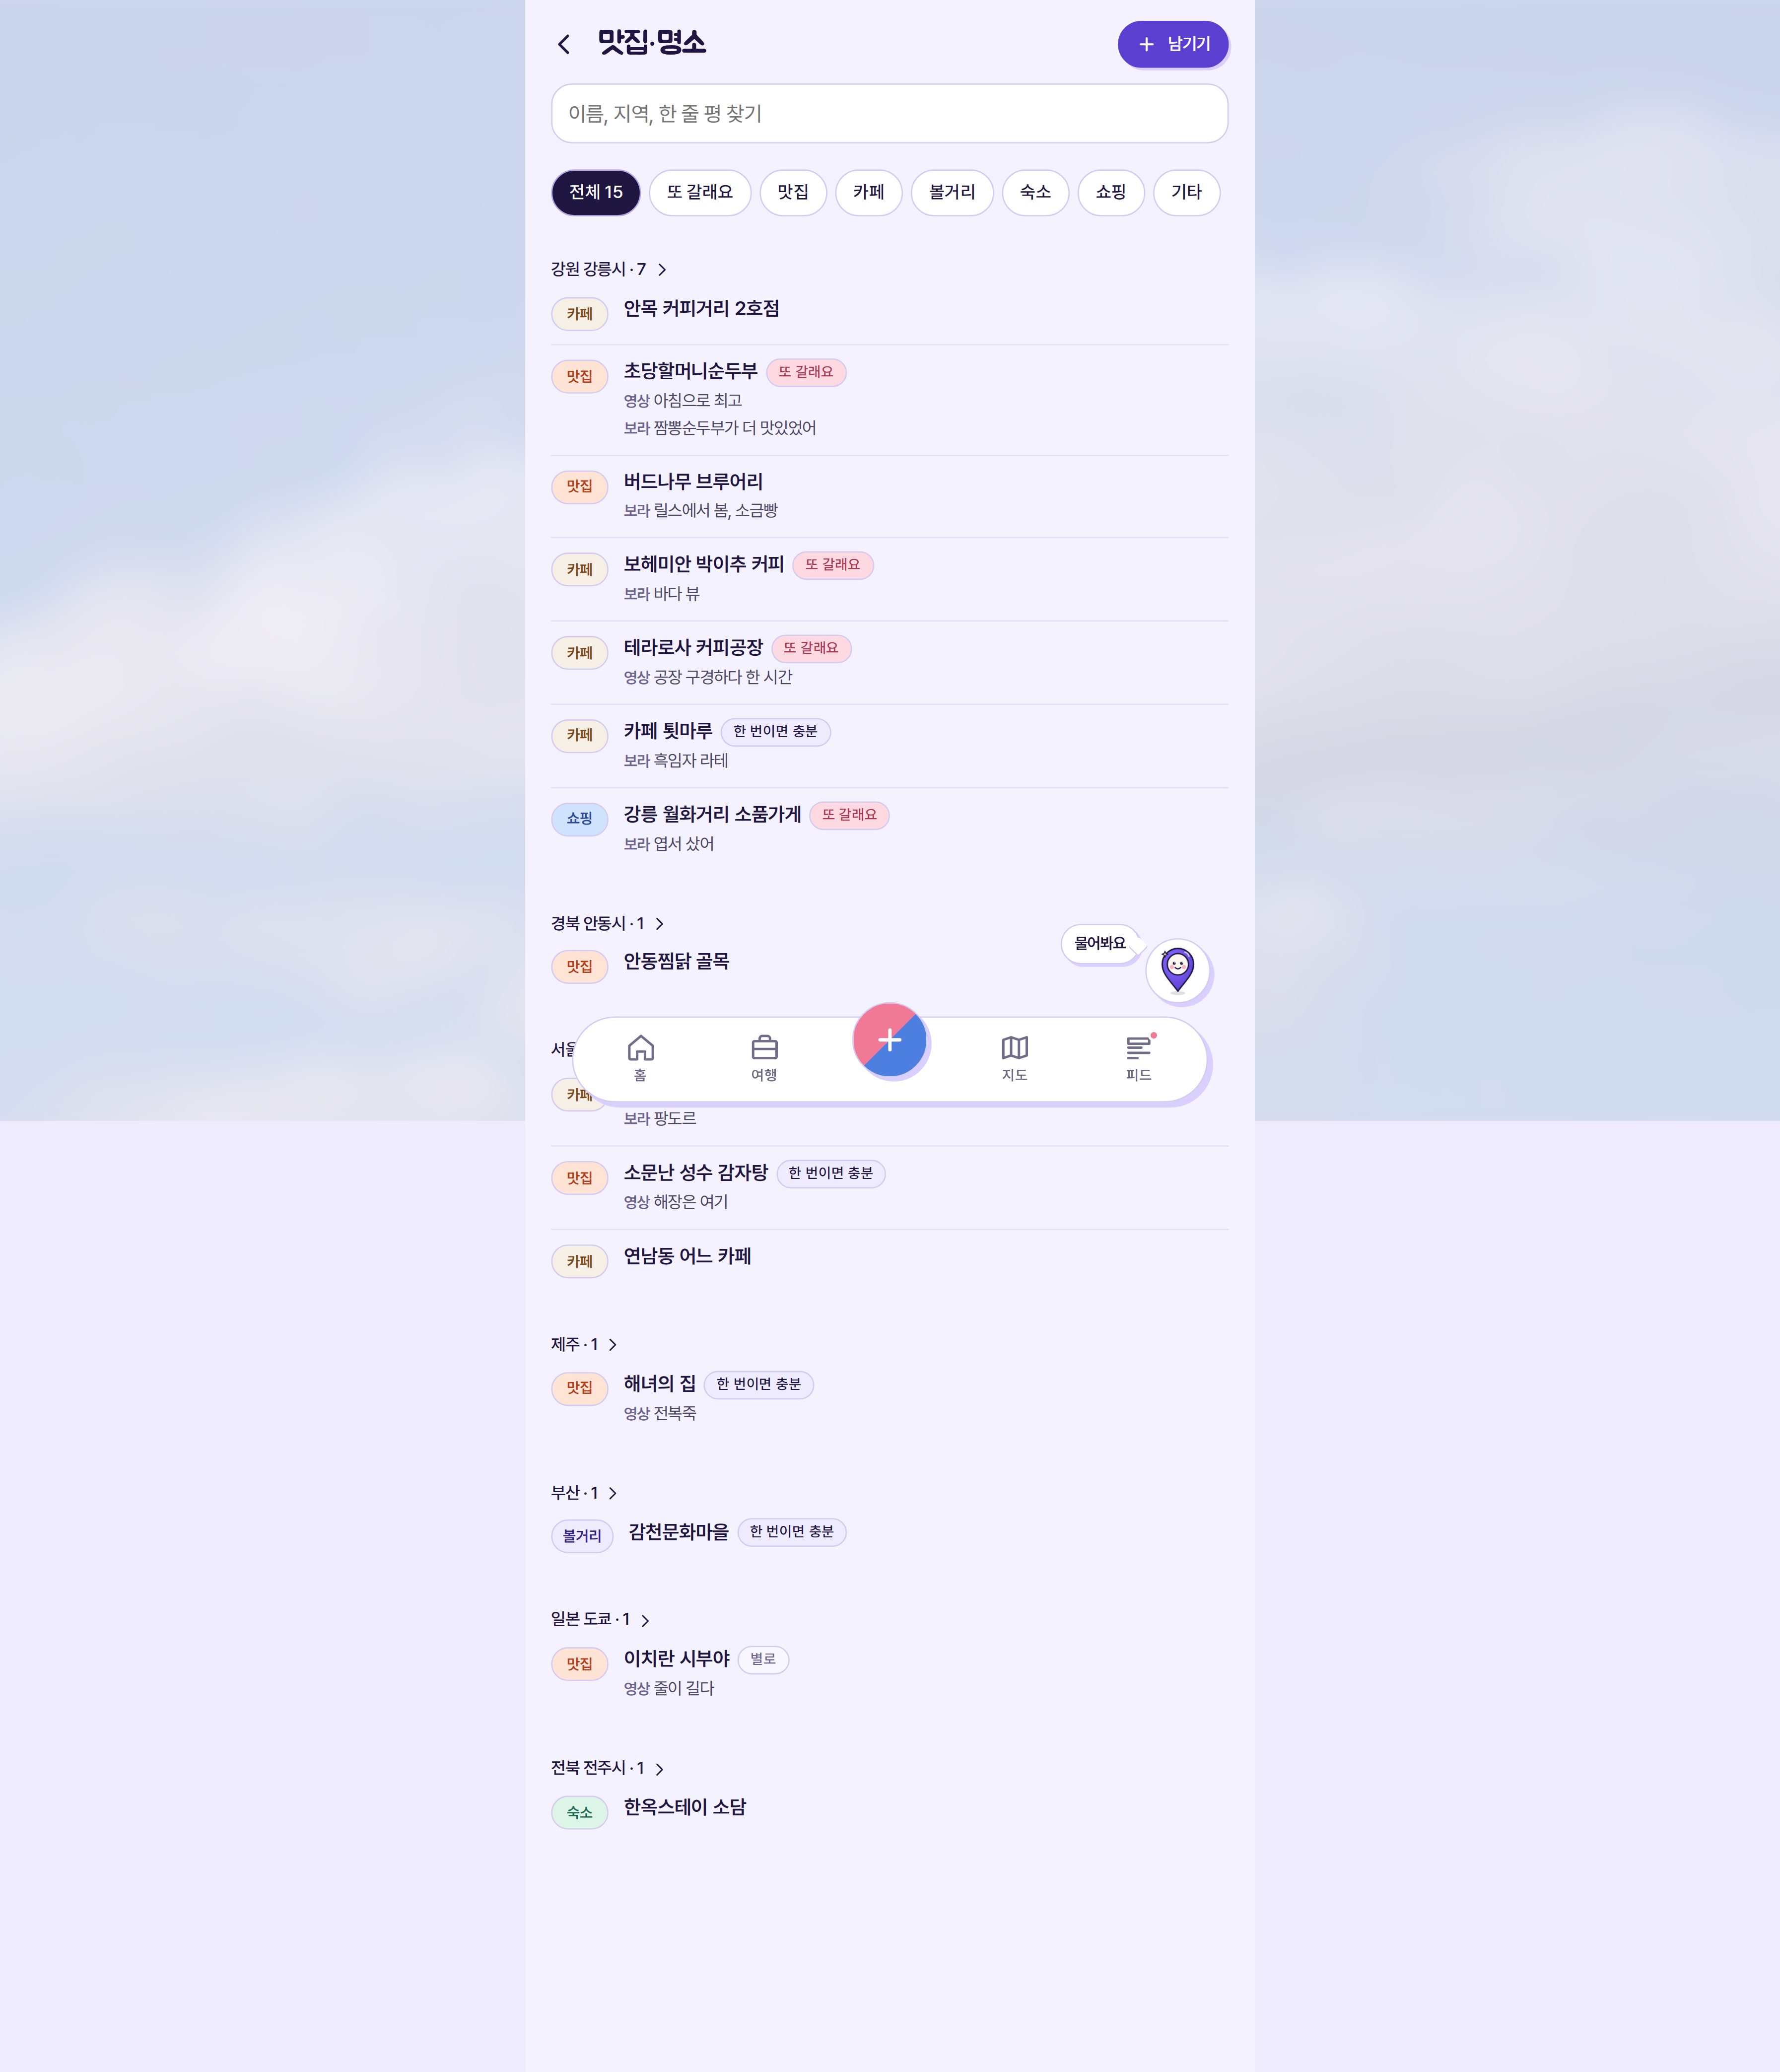 맛집·명소
+ 남기기
이름, 지역, 한 줄 평 찾기
전체 15 또 갈래요 맛집 카페 볼거리 숙소 쇼핑 기타
강원 강릉시 · 7
카페 안목 커피거리 2호점
맛집 초당할머니순두부 또 갈래요
영상 아침으로 최고
보라 짬뽕순두부가 더 맛있었어
맛집 버드나무 브루어리
보라 릴스에서 봄, 소금빵
카페 보헤미안 박이추 커피 또 갈래요
보라 바다 뷰
카페 테라로사 커피공장 또 갈래요
영상 공장 구경하다 한 시간
카페 카페 툇마루 한 번이면 충분
보라 흑임자 라테
쇼핑 강릉 월화거리 소품가게 또 갈래요
보라 엽서 샀어
경북 안동시 · 1
물어봐요
맛집 안동찜닭 골목
홈 여행 지도 피드
카페
보라 팡도르
맛집 소문난 성수 감자탕 한 번이면 충분
영상 해장은 여기
카페 연남동 어느 카페
제주 · 1
맛집 해녀의 집 한 번이면 충분
영상 전복죽
부산 · 1
볼거리 감천문화마을 한 번이면 충분
일본 도쿄 · 1
맛집 이치란 시부야 별로
영상 줄이 길다
전북 전주시 · 1
숙소 한옥스테이 소담